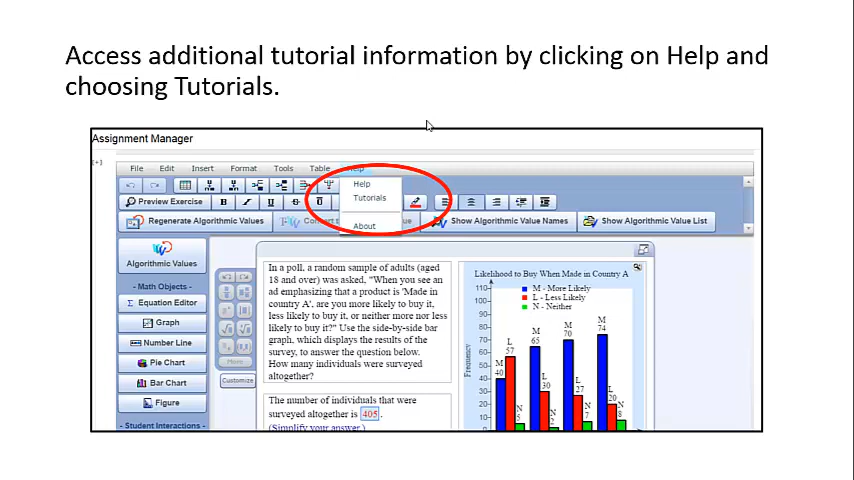 Access additional tutorial information by clicking on Help and
choosing Tutorials.
Assignment Manager
[+]
File Edit Insert Format Tools Table Help
Help
Tutorials
About
Preview Exercise B I U S
Regenerate Algorithmic Values Show Algorithmic Value Names Show Algorithmic Value List
Algorithmic Values
- Math Objects -
Σ Equation Editor
Graph
Number Line
Pie Chart
Bar Chart
Figure
- Student Interactions -
More
Customize
In a poll, a random sample of adults (aged
18 and over) was asked, "When you see an
ad emphasizing that a product is 'Made in
country A', are you more likely to buy it,
less likely to buy it, or neither more nor less
likely to buy it?" Use the side-by-side bar
graph, which displays the results of the
survey, to answer the question below.
How many individuals were surveyed
altogether?
The number of individuals that were
surveyed altogether is 405.
(Simplify your answer.)
Likelihood to Buy When Made in Country A
M - More Likely
L - Less Likely
N - Neither
Frequency
110
100
90
80
70
60
50
40
30
20
10
0
M
40
L
57
N
5
M
65
L
30
N
2
M
70
L
27
N
7
M
74
L
20
N
8